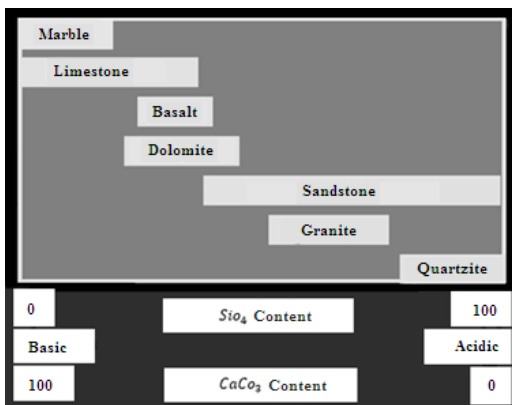 Marble
Limestone
Basalt
Dolomite
Sandstone
Granite
Quartzite
0 Sio₄ Content 100
Basic Acidic
100 CaCo₃ Content 0